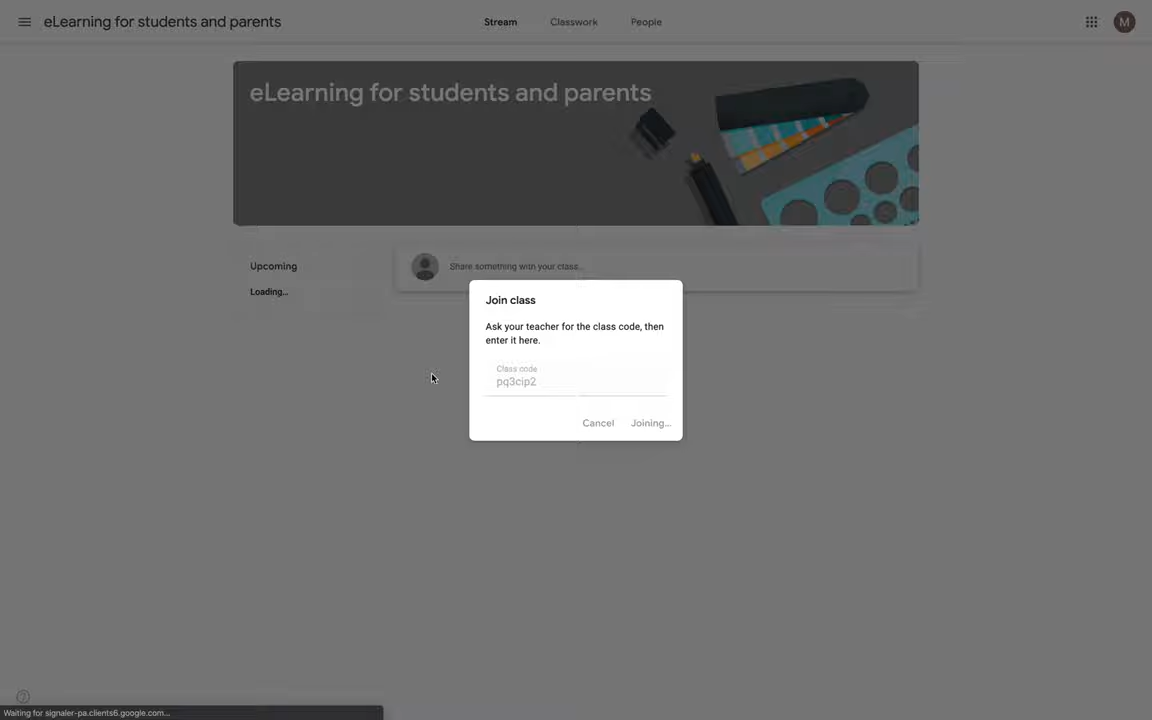 eLearning for students and parents
Stream
Classwork
People
M
eLearning for students and parents
Upcoming
Loading...
Share something with your class...
Join class
Ask your teacher for the class code, then
enter it here.
Class code
pq3cip2
Cancel
Joining...
Waiting for signaler-pa.clients6.google.com...